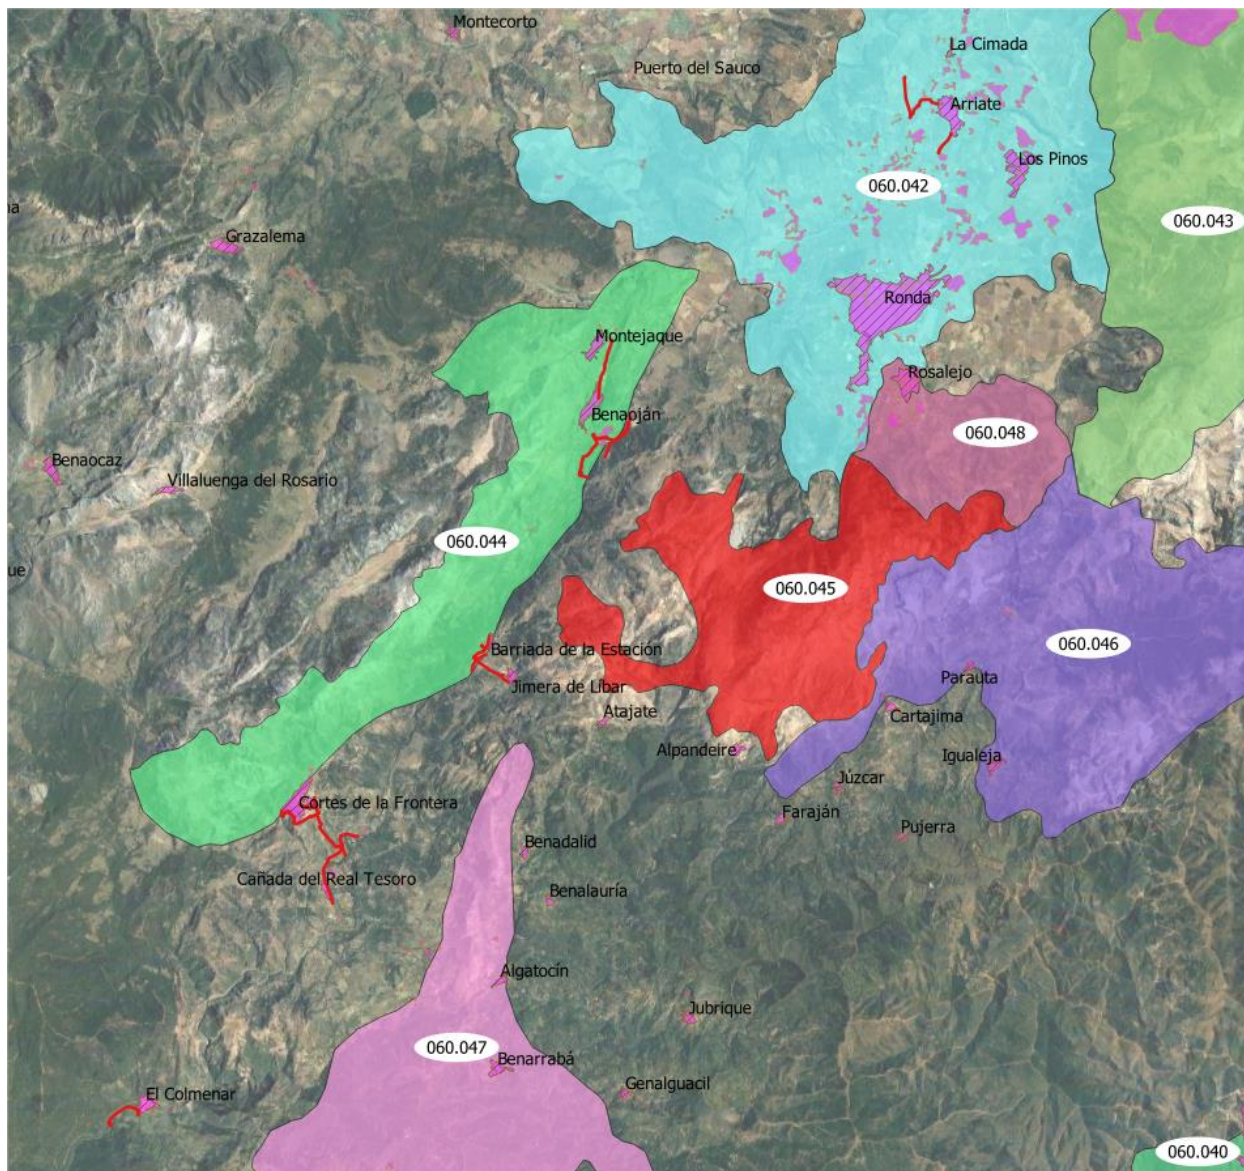 Montecorto
La Cimada
Puerto del Sauco
Arriate
Los Pinos
060.042
na
060.043
Grazalema
Ronda
Montejaque
Rosalejo
Benaoján
060.048
Benaocaz
Villaluenga del Rosario
060.044
ue
060.045
060.046
Barriada de la Estación
Parauta
Jimera de Líbar
Atajate
Cartajima
Alpandeire
Igualeja
Júzcar
Cortes de la Frontera
Faraján
Pujerra
Benadalid
Cañada del Real Tesoro
Benalauría
Algatocín
Jubrique
060.047
Benarrabá
Genalguacil
El Colmenar
060.040